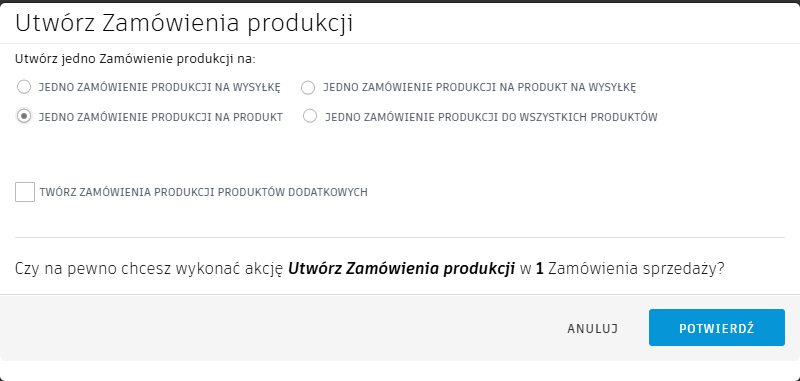 Utwórz Zamówienia produkcji
Utwórz jedno Zamówienie produkcji na:
JEDNO ZAMÓWIENIE PRODUKCJI NA WYSYŁKĘ JEDNO ZAMÓWIENIE PRODUKCJI NA PRODUKT NA WYSYŁKĘ
JEDNO ZAMÓWIENIE PRODUKCJI NA PRODUKT JEDNO ZAMÓWIENIE PRODUKCJI DO WSZYSTKICH PRODUKTÓW
TWÓRZ ZAMÓWIENIA PRODUKCJI PRODUKTÓW DODATKOWYCH
Czy na pewno chcesz wykonać akcję Utwórz Zamówienia produkcji w 1 Zamówienia sprzedaży?
ANULUJ POTWIERDŹ